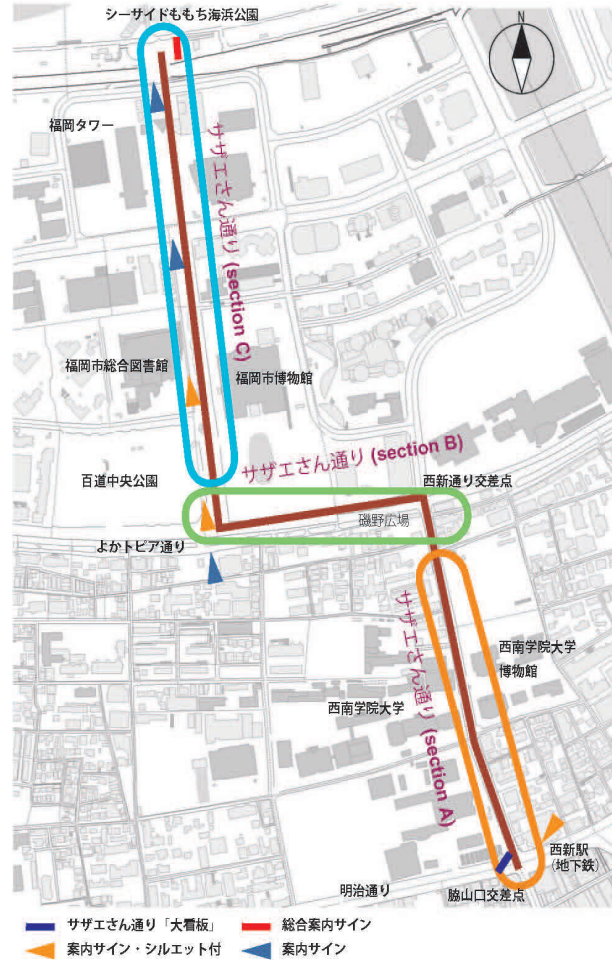 シーサイドももち海浜公園
N
福岡タワー
サザエさん通り (section C)
福岡市総合図書館
福岡市博物館
サザエさん通り (section B)
百道中央公園
西新通り交差点
磯野広場
よかトピア通り
サザエさん通り (section A)
西南学院大学
博物館
西南学院大学
西新駅
(地下鉄)
明治通り
脇山口交差点
サザエさん通り「大看板」
総合案内サイン
案内サイン・シルエット付
案内サイン